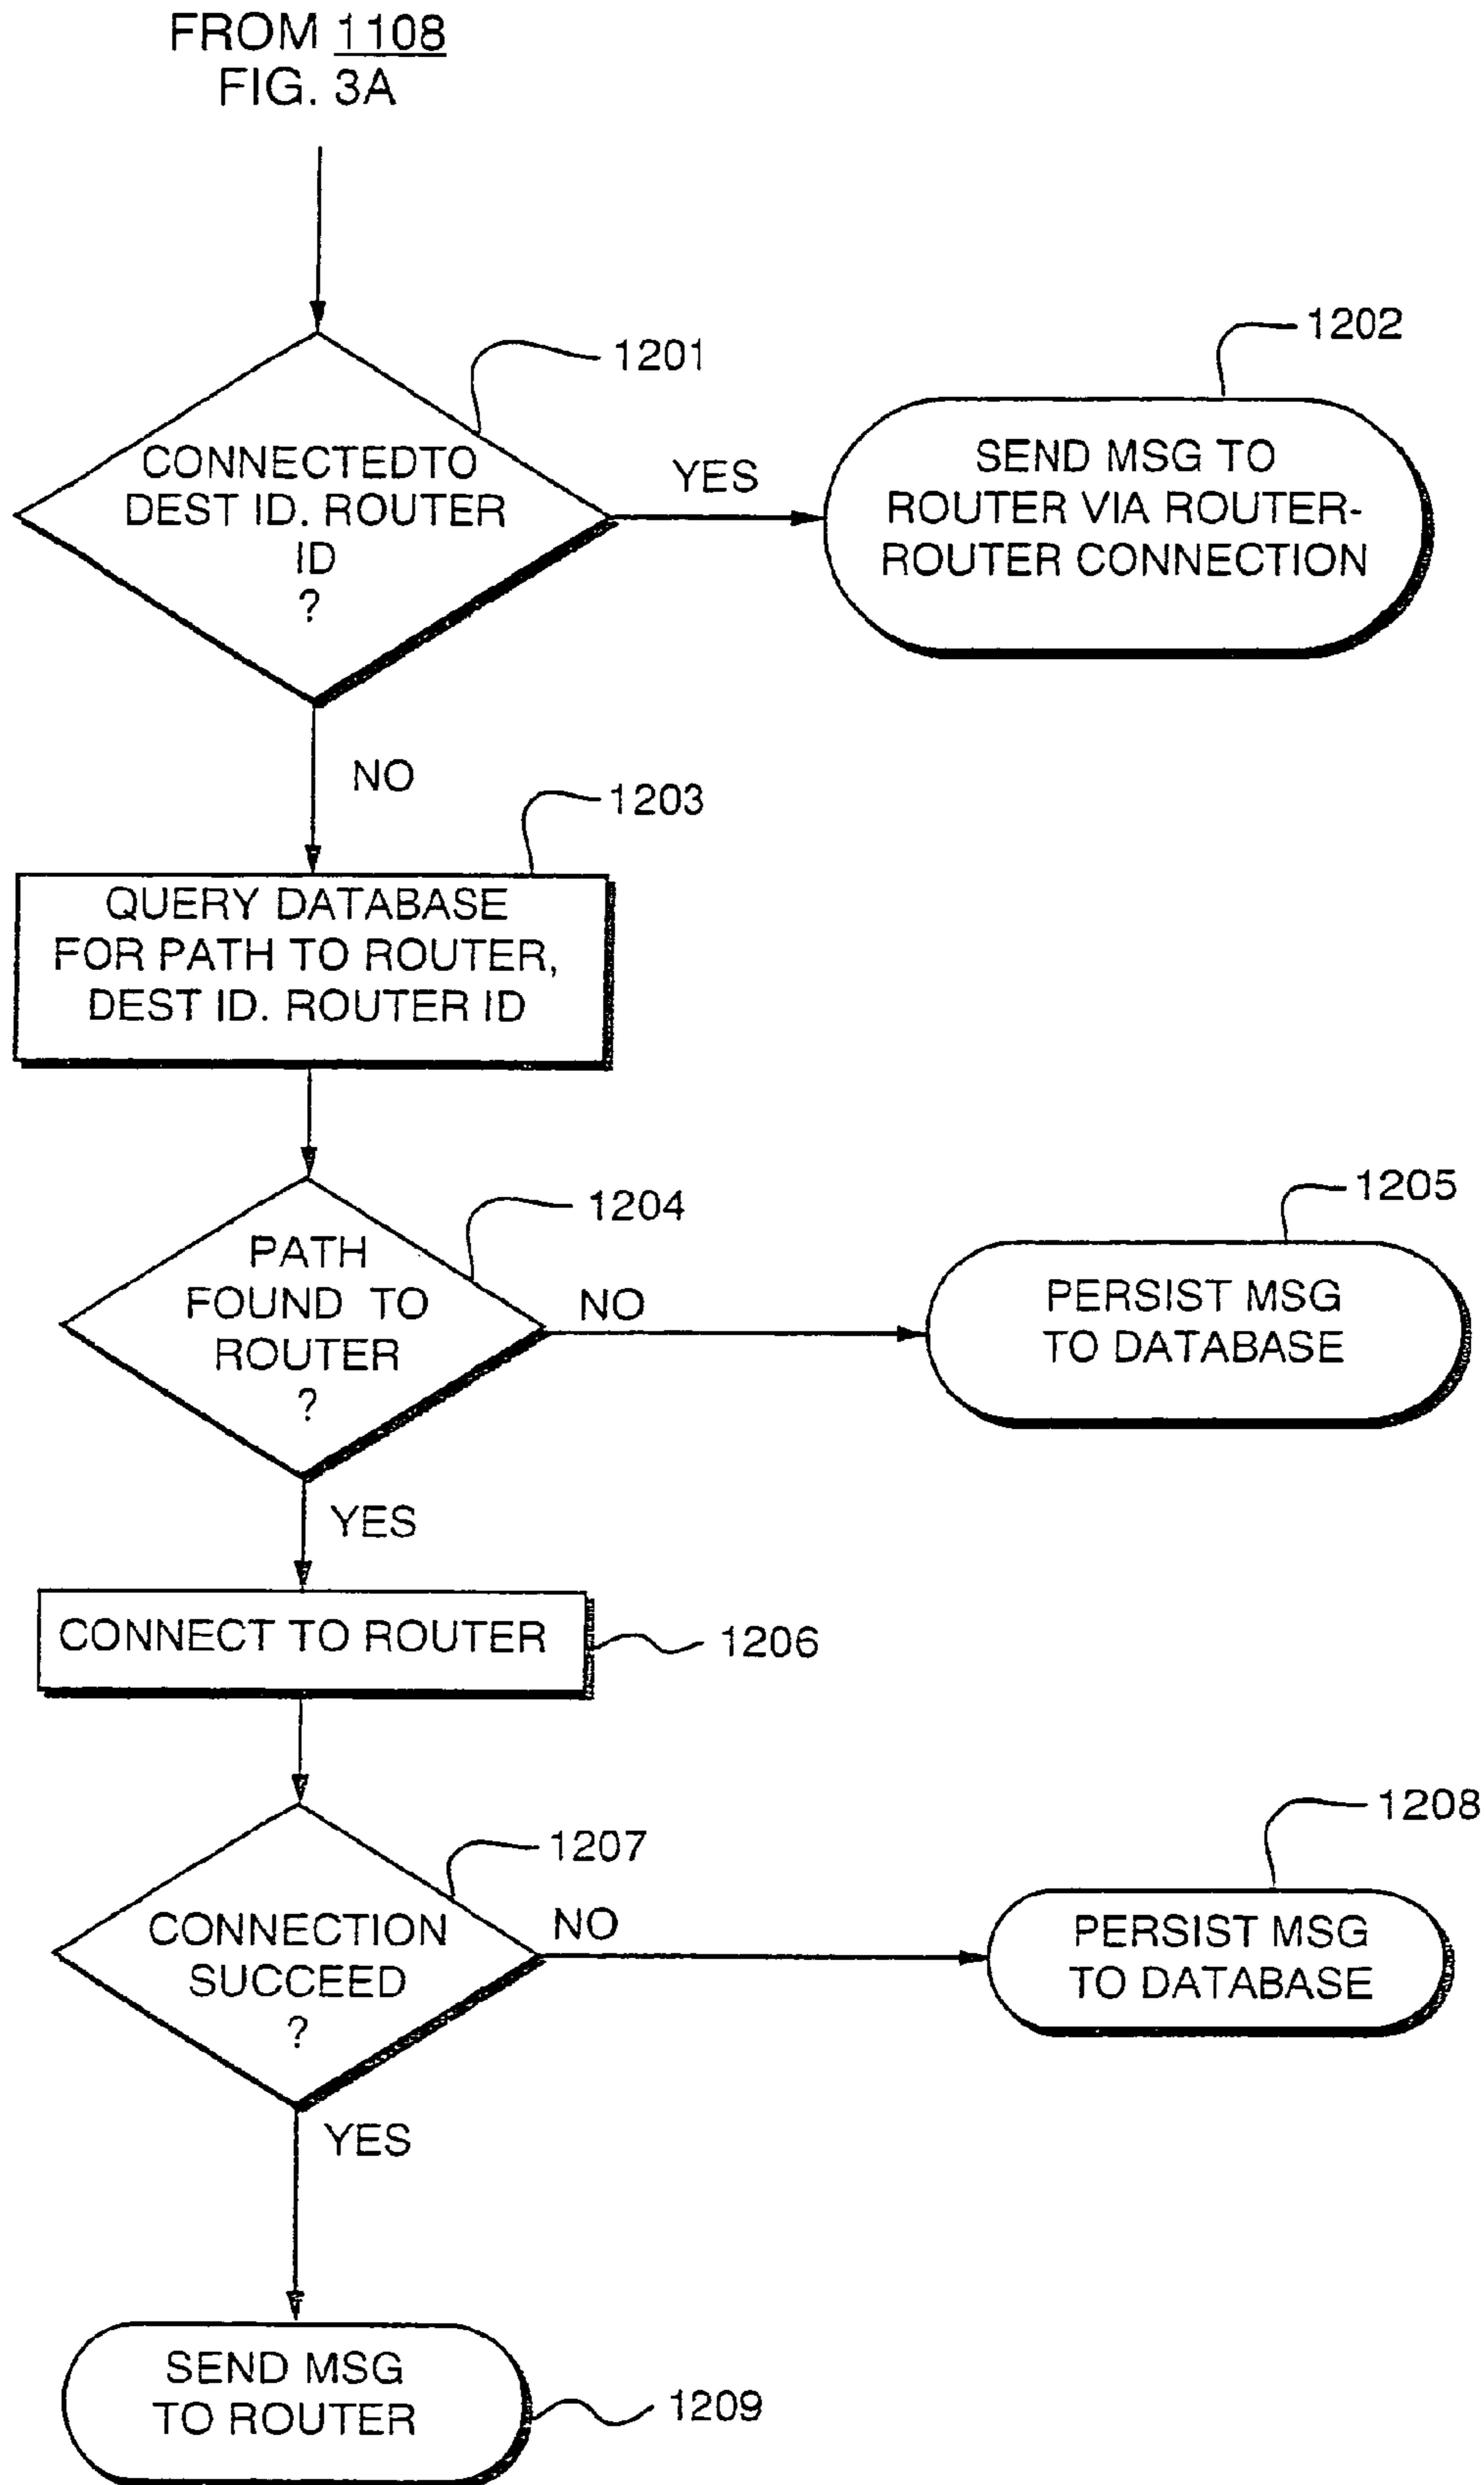 FROM 1108
FIG. 3A
1201
1202
CONNECTEDTO
DEST ID. ROUTER
ID
?
YES
SEND MSG TO
ROUTER VIA ROUTER-
ROUTER CONNECTION
NO
1203
QUERY DATABASE
FOR PATH TO ROUTER,
DEST ID. ROUTER ID
1204
1205
PATH
FOUND TO
ROUTER
?
NO
PERSIST MSG
TO DATABASE
YES
CONNECT TO ROUTER
1206
1207
1208
CONNECTION
SUCCEED
?
NO
PERSIST MSG
TO DATABASE
YES
SEND MSG
TO ROUTER
1209